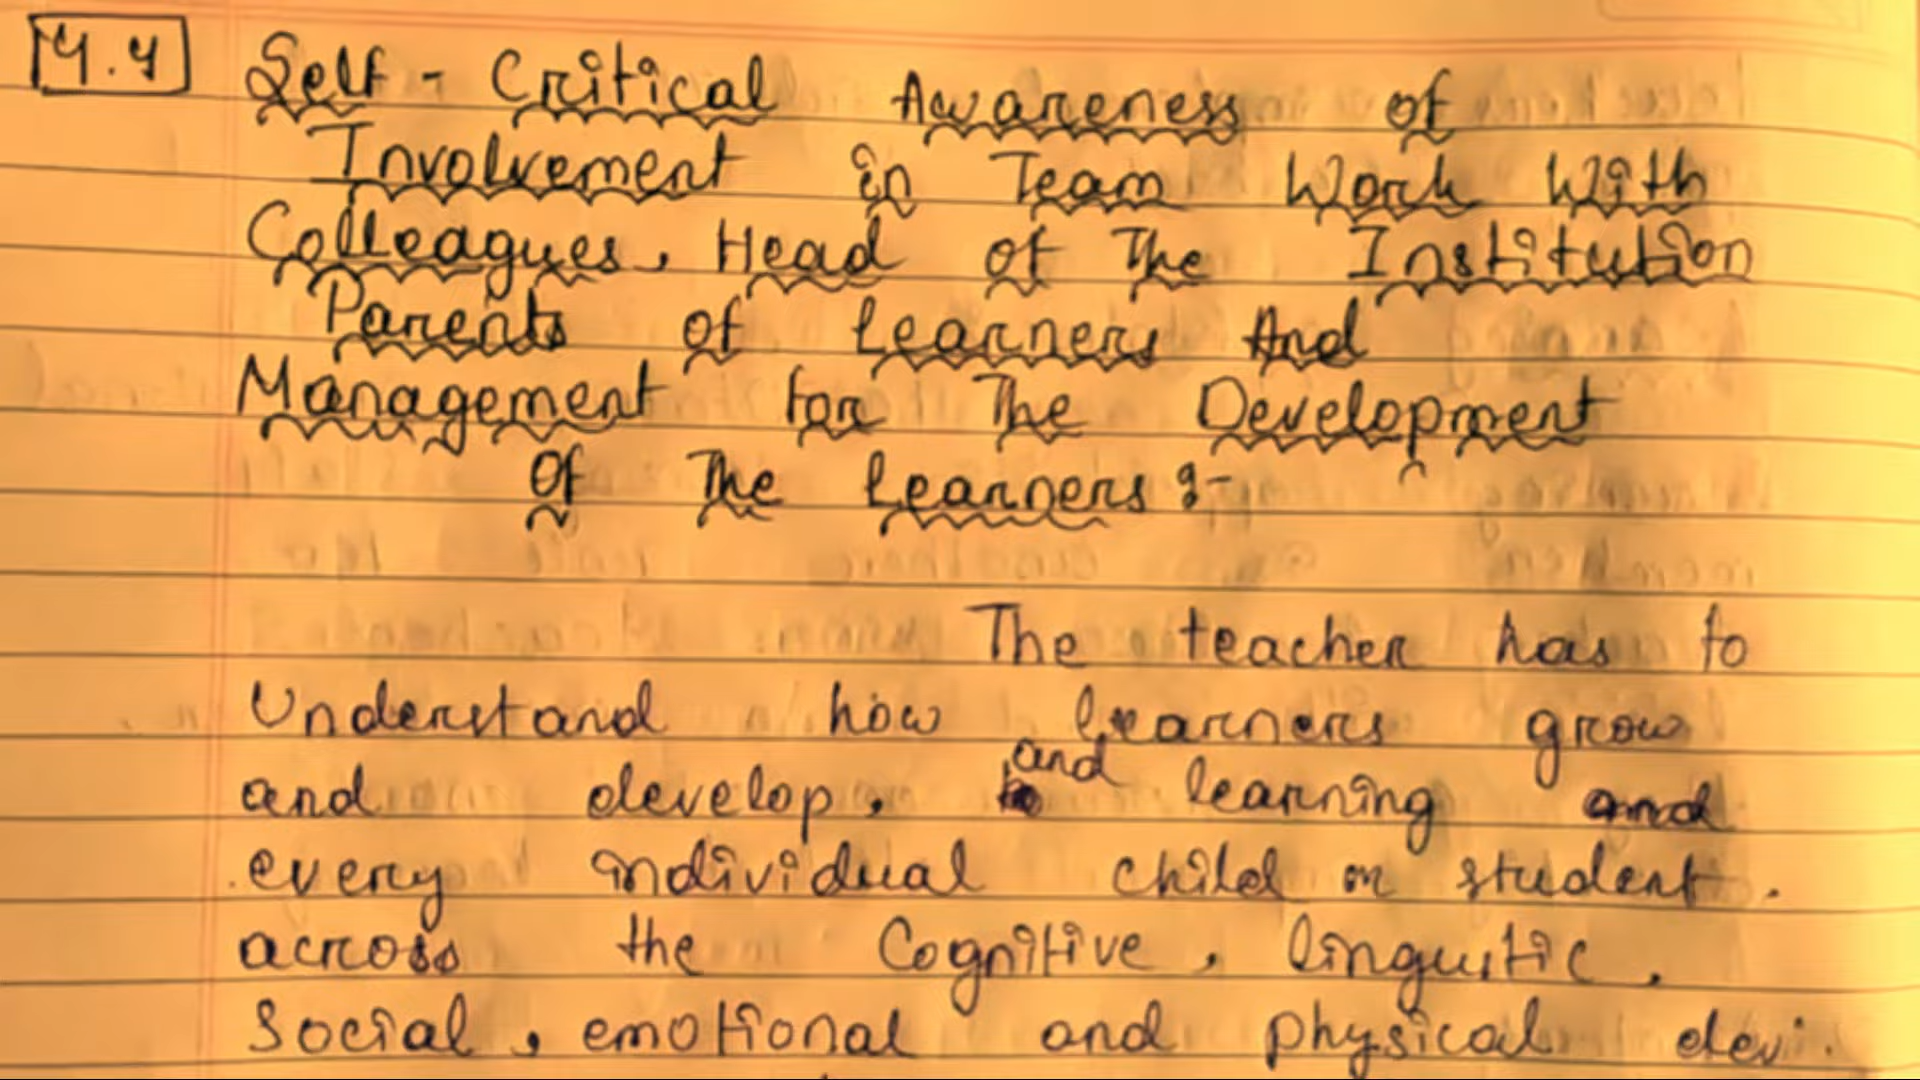 4.4 Self - Critical Awareness of
Involvement in Team Work With
Colleagues, Head of The Institution
Parents of Learners And
Management for The Development
Of The Learners :-
The teacher has to
Understand how learners grow
and develop, and learning and
every individual child or student.
across the Cognitive, linguitic,
Social, emotional and physical dev